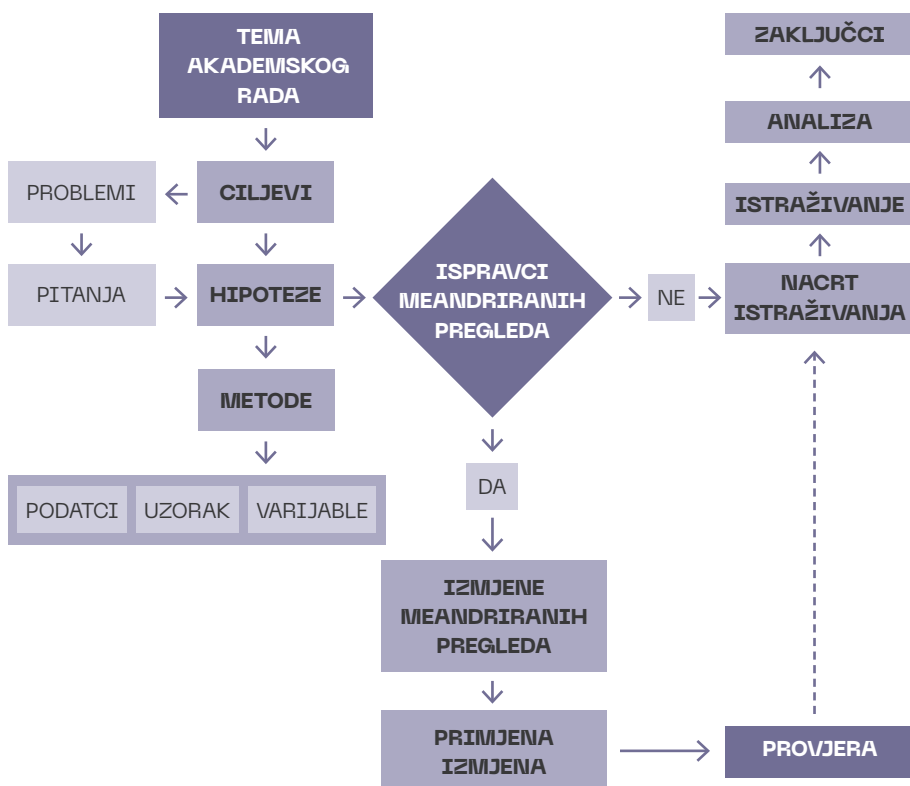 TEMA
AKADEMSKOG
RADA
ZAKLJUČCI
ANALIZA
PROBLEMI
CILJEVI
ISTRAŽIVANJE
PITANJA
HIPOTEZE
ISPRAVCI
MEANDRIRANIH
PREGLEDA
NE
NACRT
ISTRAŽIVANJA
METODE
PODATCI
UZORAK
VARIJABLE
DA
IZMJENE
MEANDRIRANIH
PREGLEDA
PRIMJENA
IZMJENA
PROVJERA